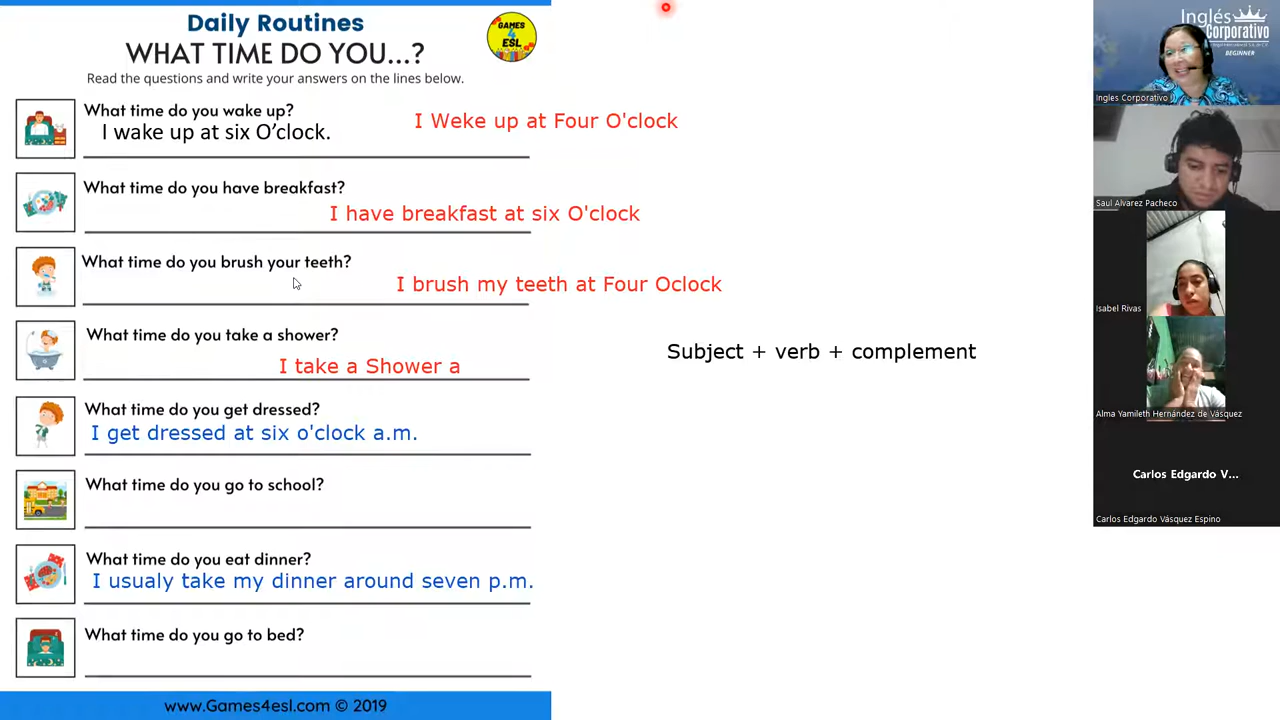 Daily Routines
WHAT TIME DO YOU...?
Read the questions and write your answers on the lines below.
GAMES
4
ESL
What time do you wake up?
I wake up at six O’clock.
I Weke up at Four O'clock
What time do you have breakfast?
I have breakfast at six O'clock
What time do you brush your teeth?
I brush my teeth at Four Oclock
What time do you take a shower?
I take a Shower a
Subject + verb + complement
What time do you get dressed?
I get dressed at six o'clock a.m.
What time do you go to school?
What time do you eat dinner?
I usualy take my dinner around seven p.m.
What time do you go to bed?
www.Games4esl.com © 2019
Inglés
Corporativo
BEGINNER
Ingles Corporativo
Saul Alvarez Pacheco
Isabel Rivas
Alma Yamileth Hernández de Vásquez
Carlos Edgardo V...
Carlos Edgardo Vásquez Espino